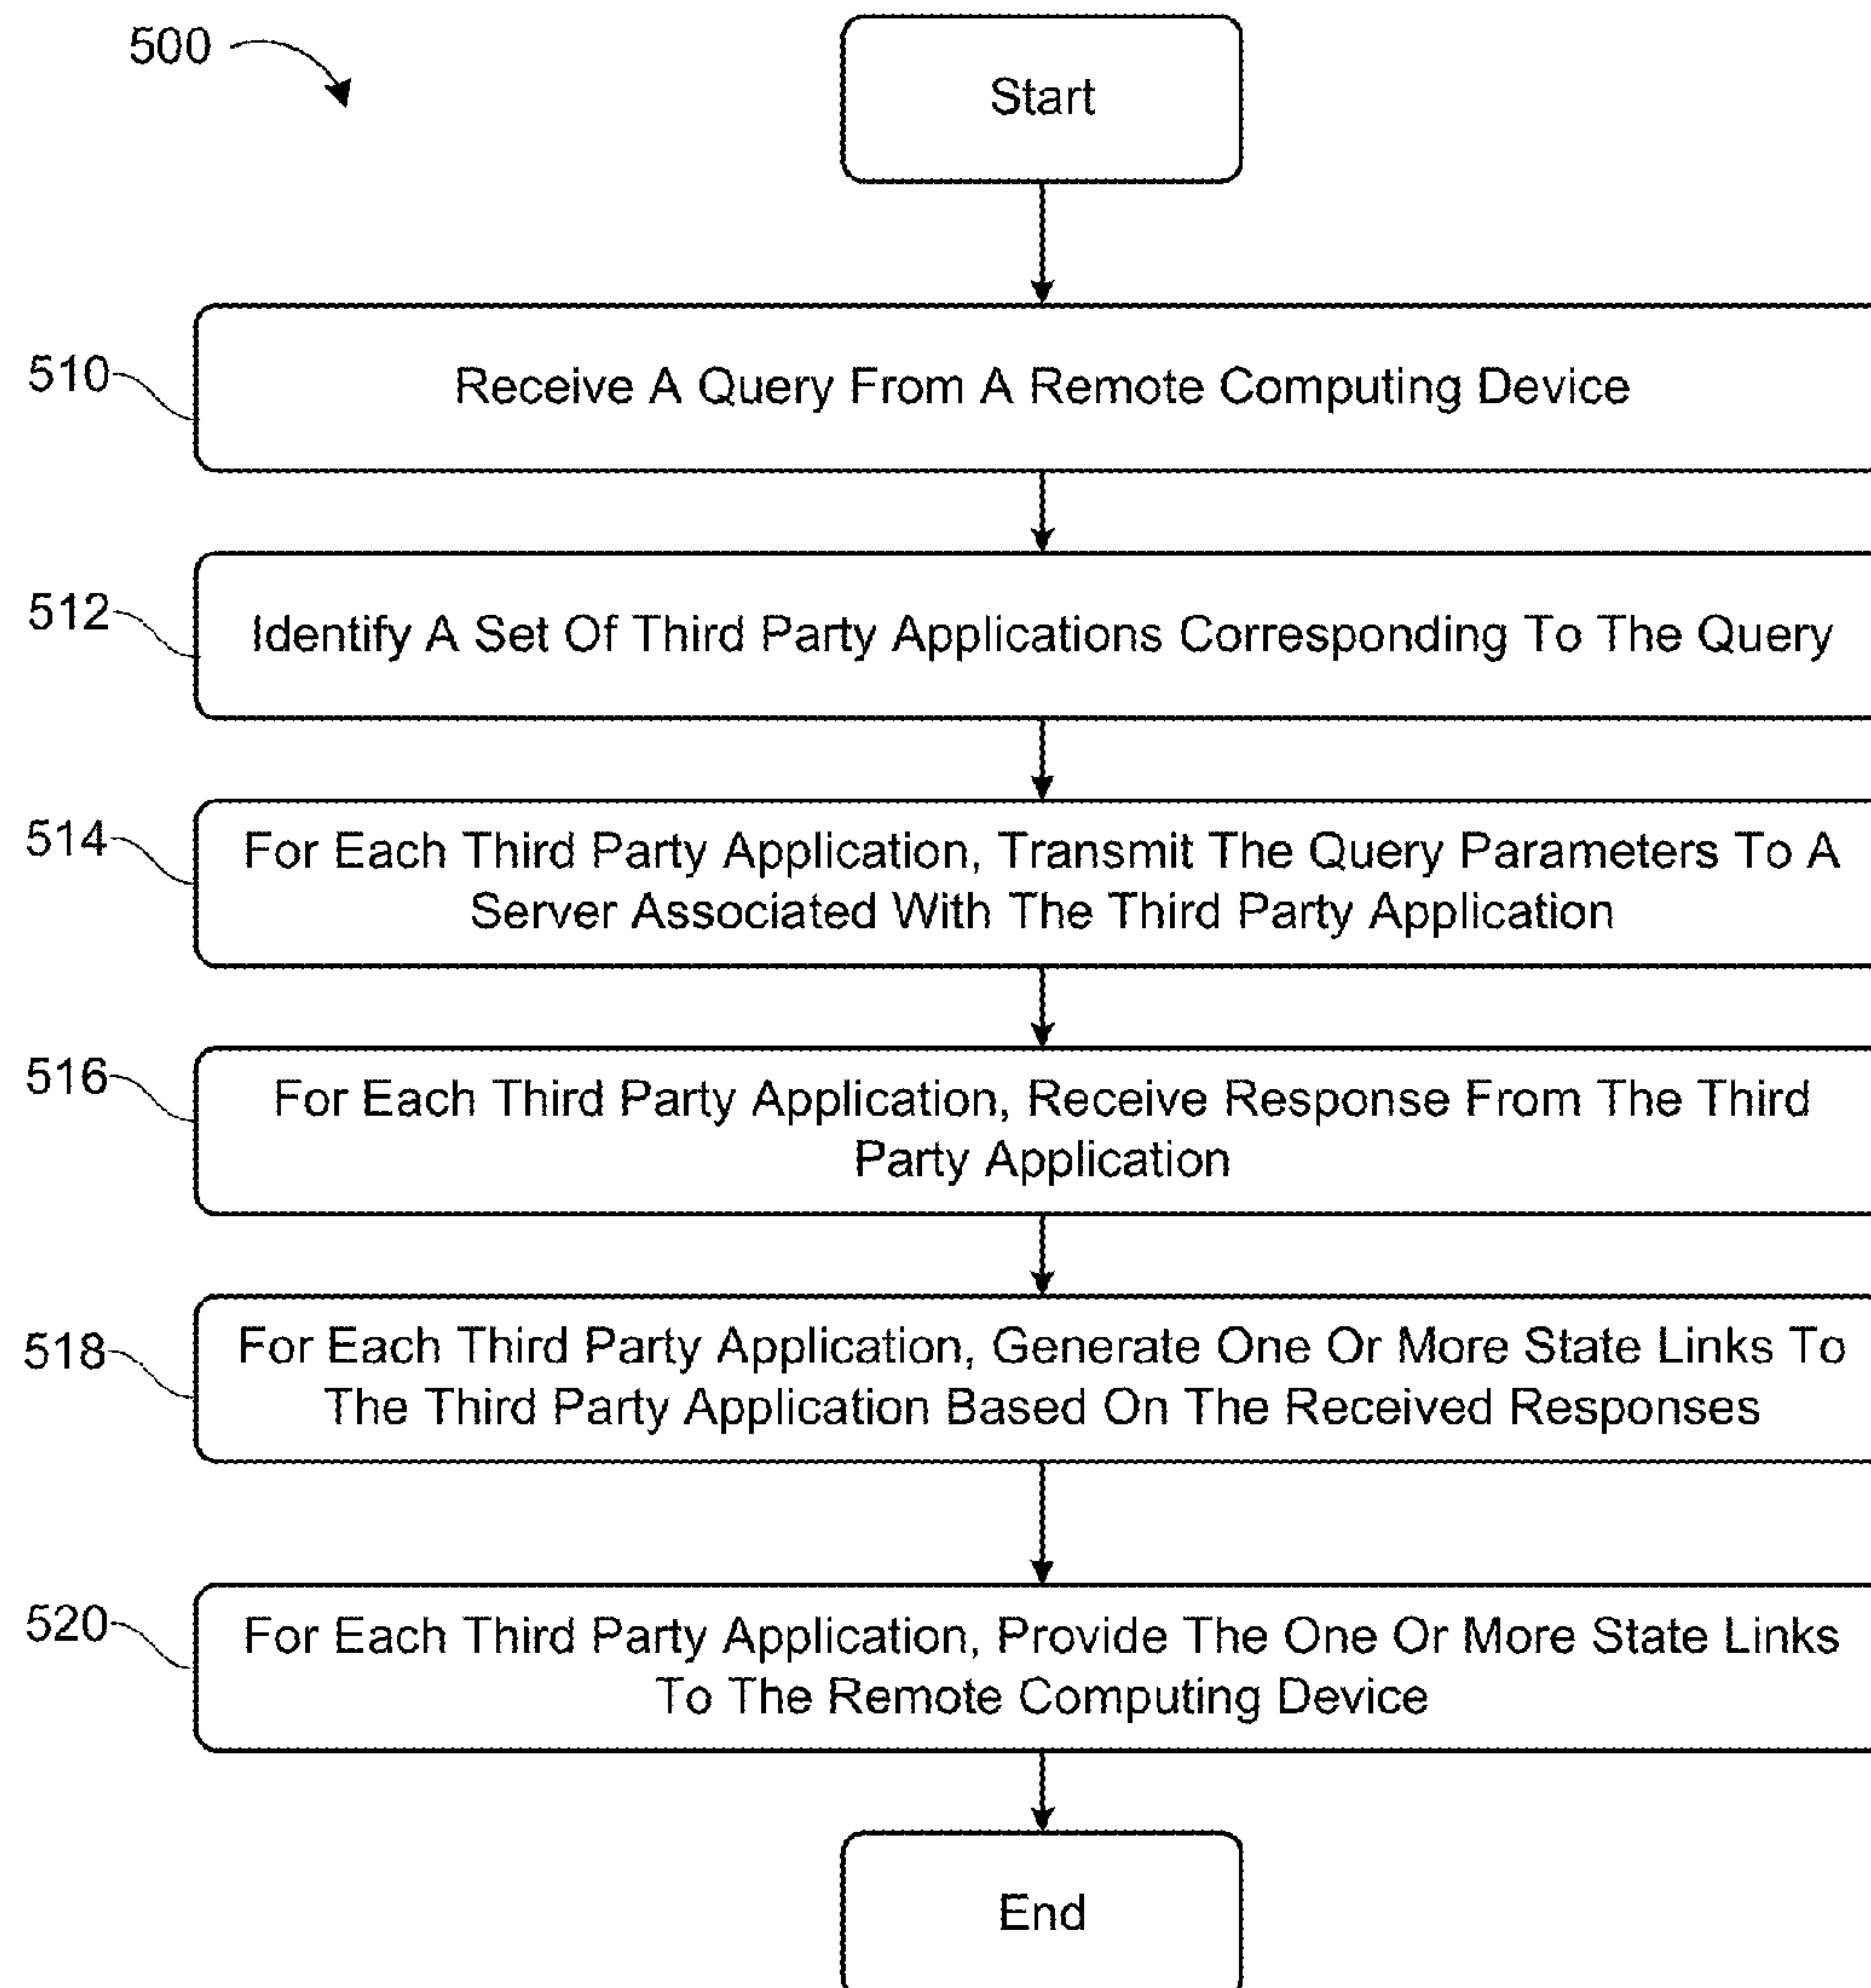 500
Start
510
Receive A Query From A Remote Computing Device
512
Identify A Set Of Third Party Applications Corresponding To The Query
514
For Each Third Party Application, Transmit The Query Parameters To A
Server Associated With The Third Party Application
516
For Each Third Party Application, Receive Response From The Third
Party Application
518
For Each Third Party Application, Generate One Or More State Links To
The Third Party Application Based On The Received Responses
520
For Each Third Party Application, Provide The One Or More State Links
To The Remote Computing Device
End